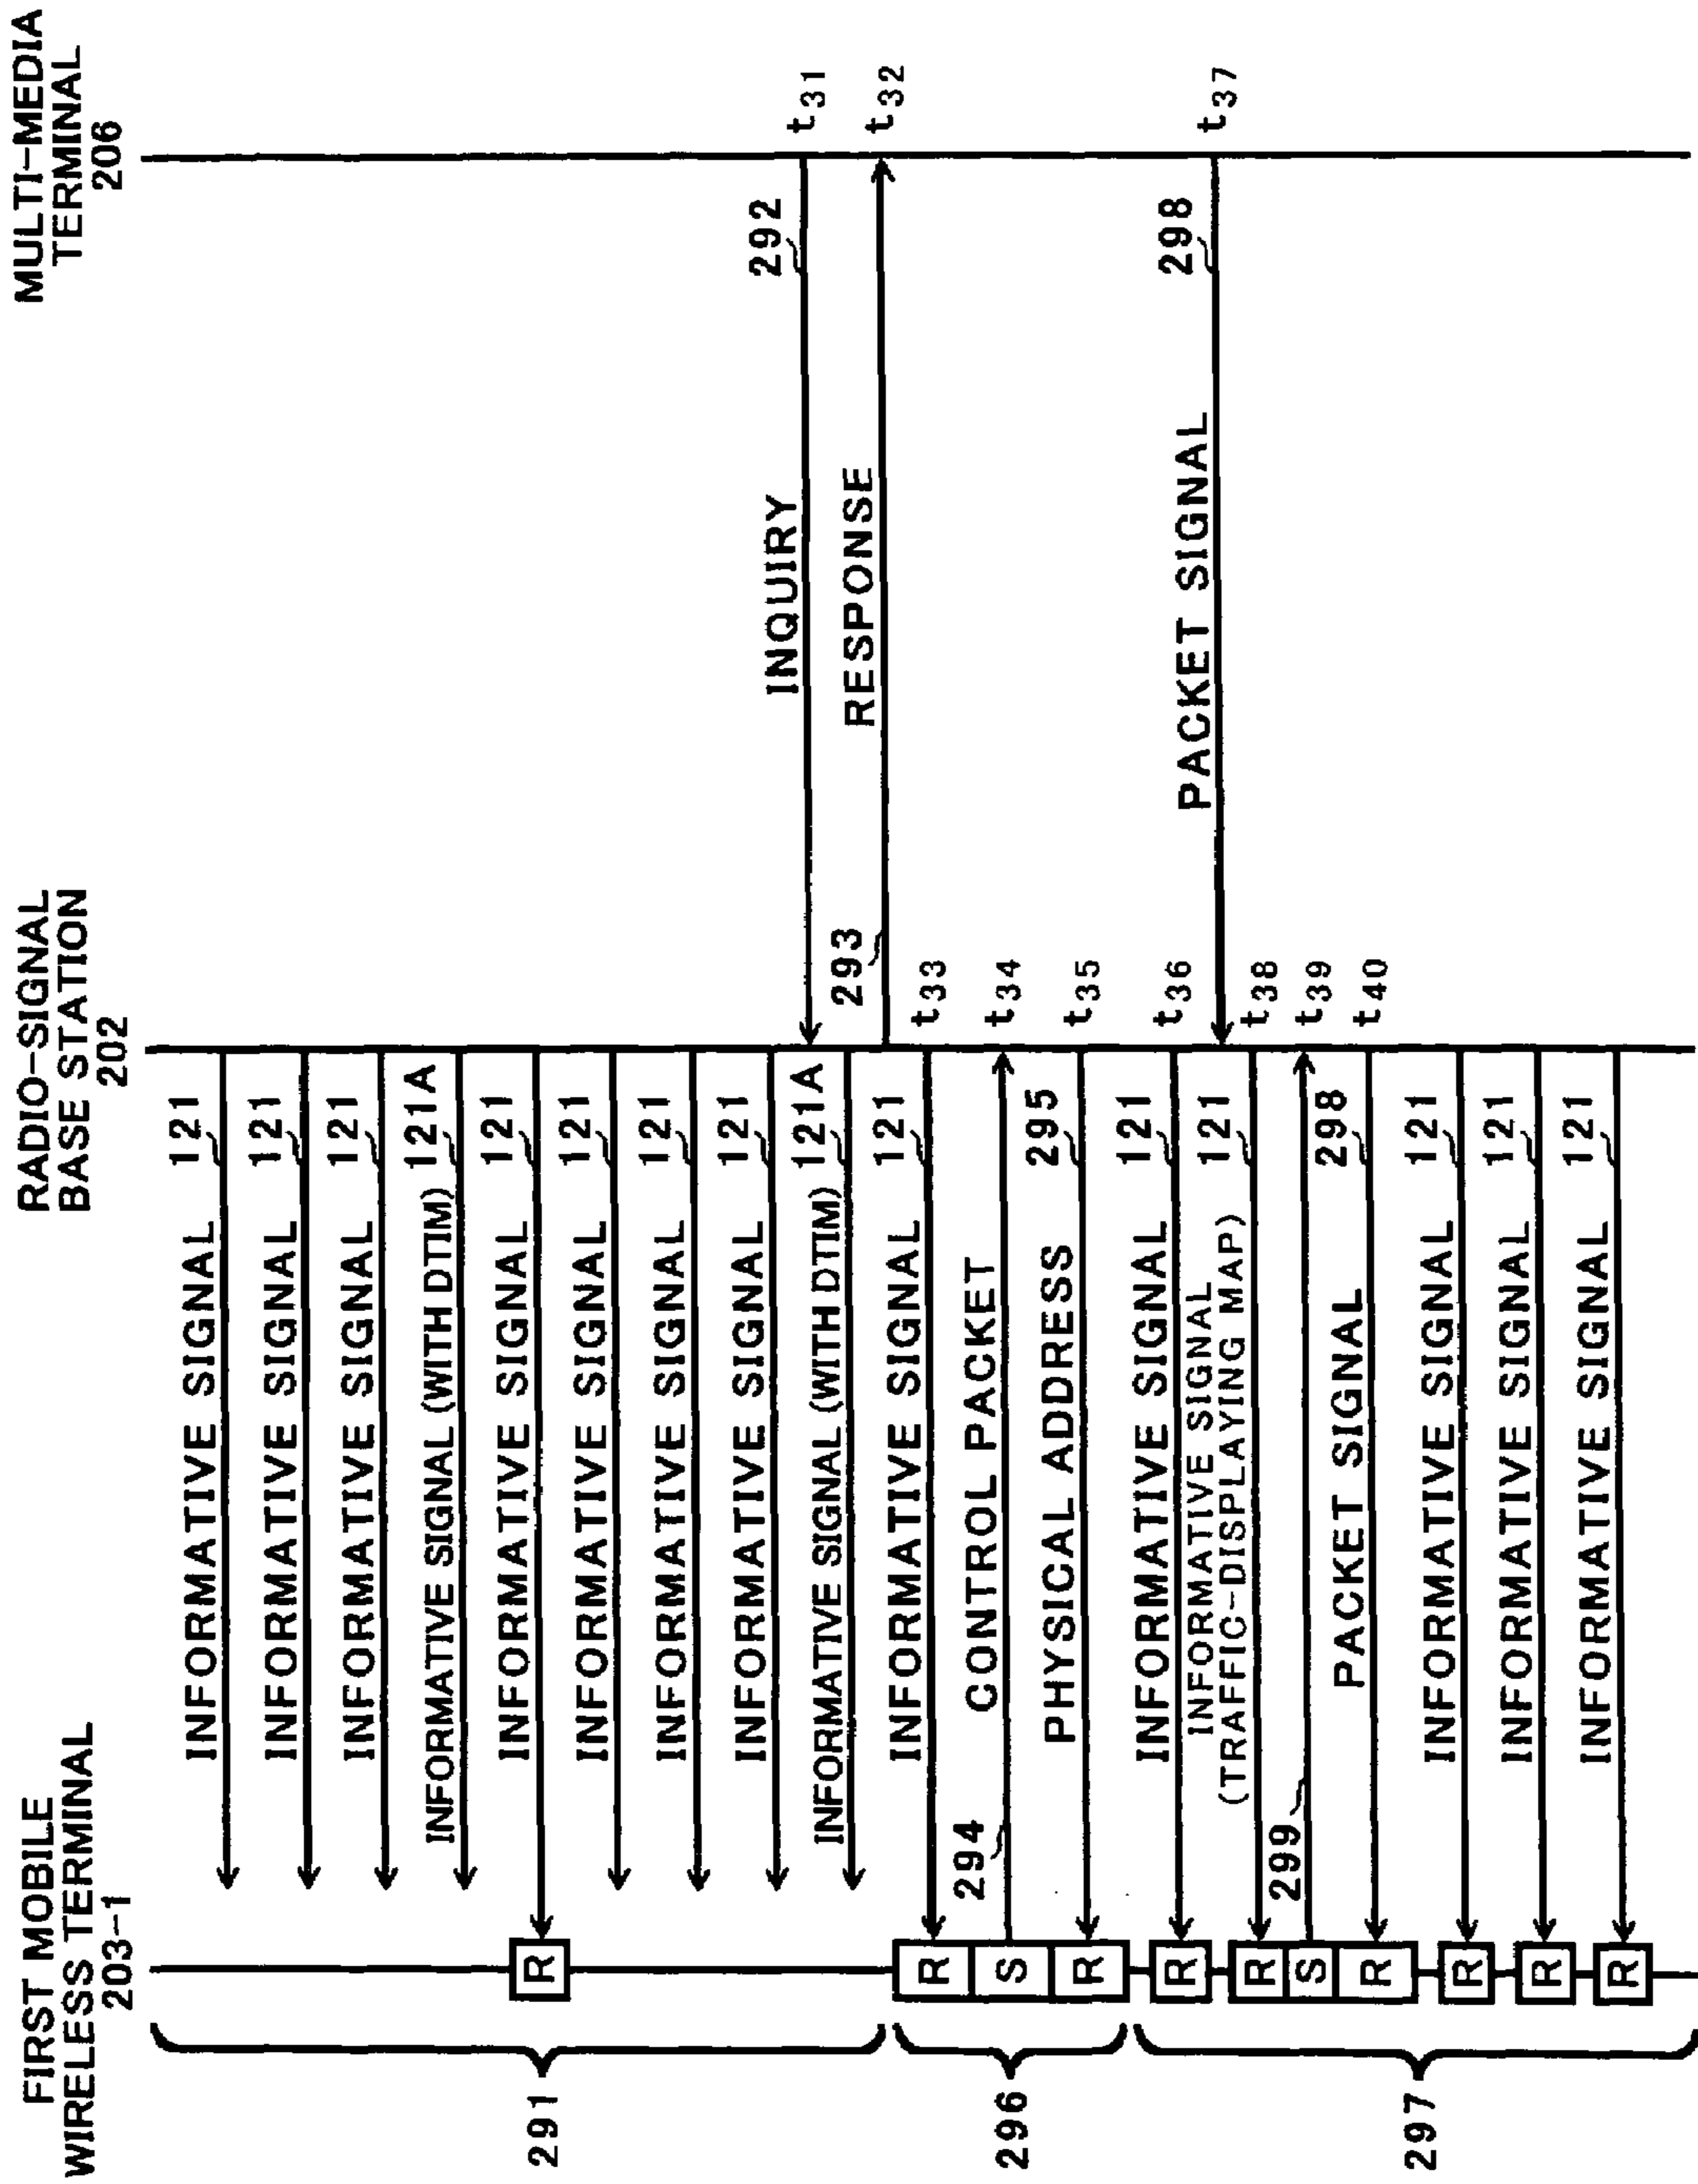 FIRST MOBILE
WIRELESS TERMINAL
203-1
RADIO-SIGNAL
BASE STATION
202
MULTI-MEDIA
TERMINAL
206
INFORMATIVE SIGNAL 121
INFORMATIVE SIGNAL 121
INFORMATIVE SIGNAL 121
INFORMATIVE SIGNAL (WITH DTIM) 121A
R
INFORMATIVE SIGNAL 121
INFORMATIVE SIGNAL 121
INFORMATIVE SIGNAL 121
INFORMATIVE SIGNAL 121
INQUIRY 292 t31
INFORMATIVE SIGNAL (WITH DTIM) 121A
293 RESPONSE t32
291
R INFORMATIVE SIGNAL 121 t33
S 294 CONTROL PACKET t34
R PHYSICAL ADDRESS 295 t35
296
R INFORMATIVE SIGNAL 121 t36
PACKET SIGNAL 298 t37
INFORMATIVE SIGNAL
(TRAFFIC-DISPLAYING MAP)
R 121 t38
S 299 t39
R PACKET SIGNAL 298 t40
R INFORMATIVE SIGNAL 121
R INFORMATIVE SIGNAL 121
R INFORMATIVE SIGNAL 121
297